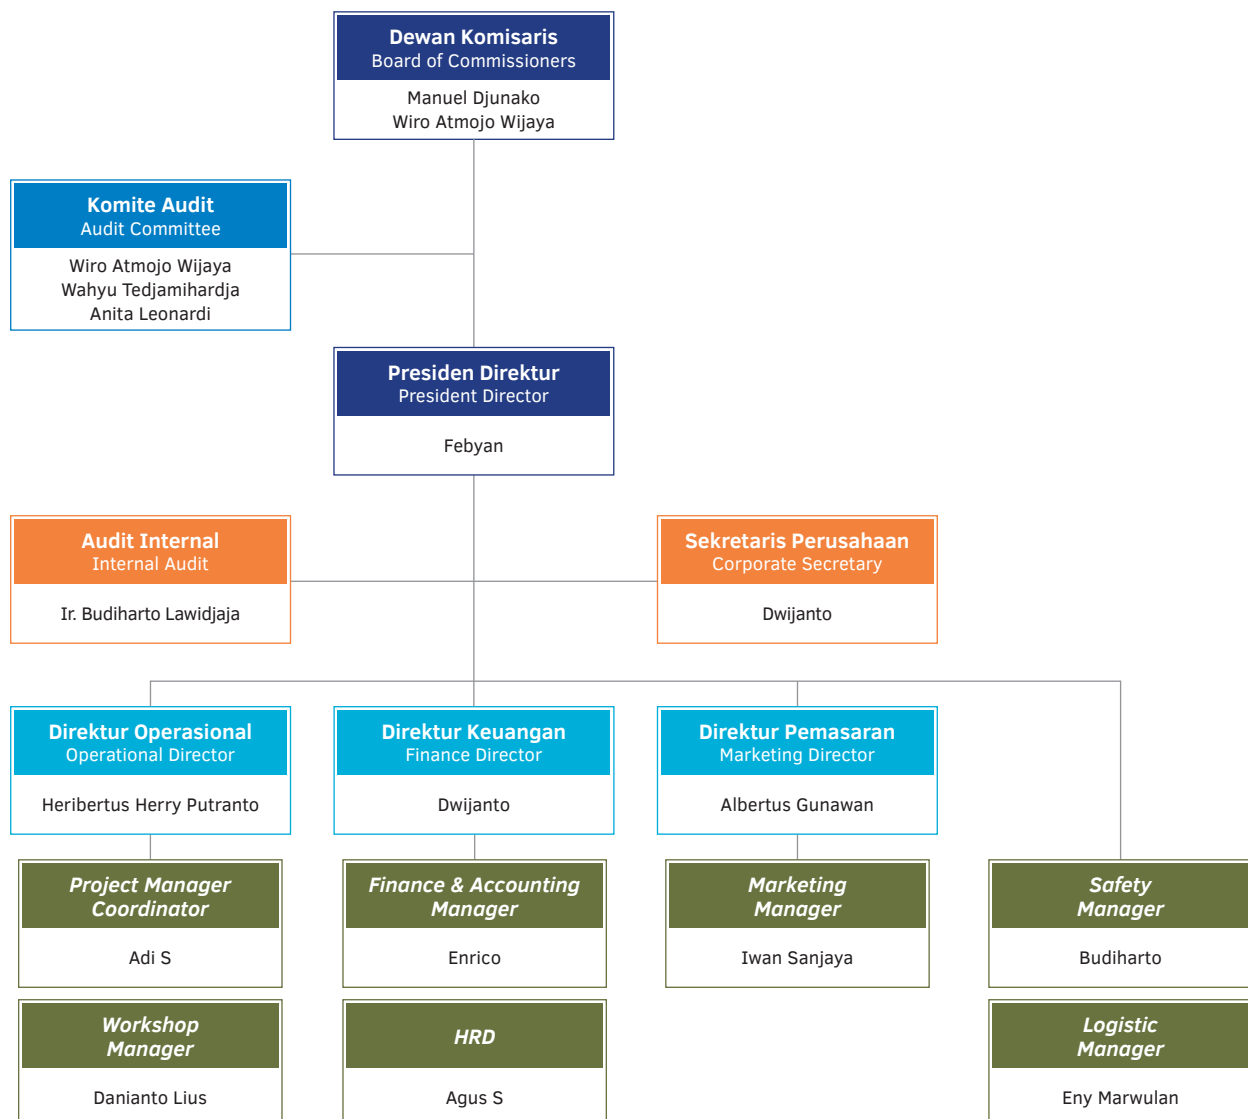 Dewan Komisaris
Board of Commissioners
Manuel Djunako
Wiro Atmojo Wijaya
Komite Audit
Audit Committee
Wiro Atmojo Wijaya
Wahyu Tedjamihardja
Anita Leonardi
Presiden Direktur
President Director
Febyan
Audit Internal
Internal Audit
Ir. Budiharto Lawidjaja
Sekretaris Perusahaan
Corporate Secretary
Dwijanto
Direktur Operasional
Operational Director
Heribertus Herry Putranto
Direktur Keuangan
Finance Director
Dwijanto
Direktur Pemasaran
Marketing Director
Albertus Gunawan
Project Manager
Coordinator
Adi S
Finance & Accounting
Manager
Enrico
Marketing
Manager
Iwan Sanjaya
Safety
Manager
Budiharto
Workshop
Manager
Danianto Lius
HRD
Agus S
Logistic
Manager
Eny Marwulan